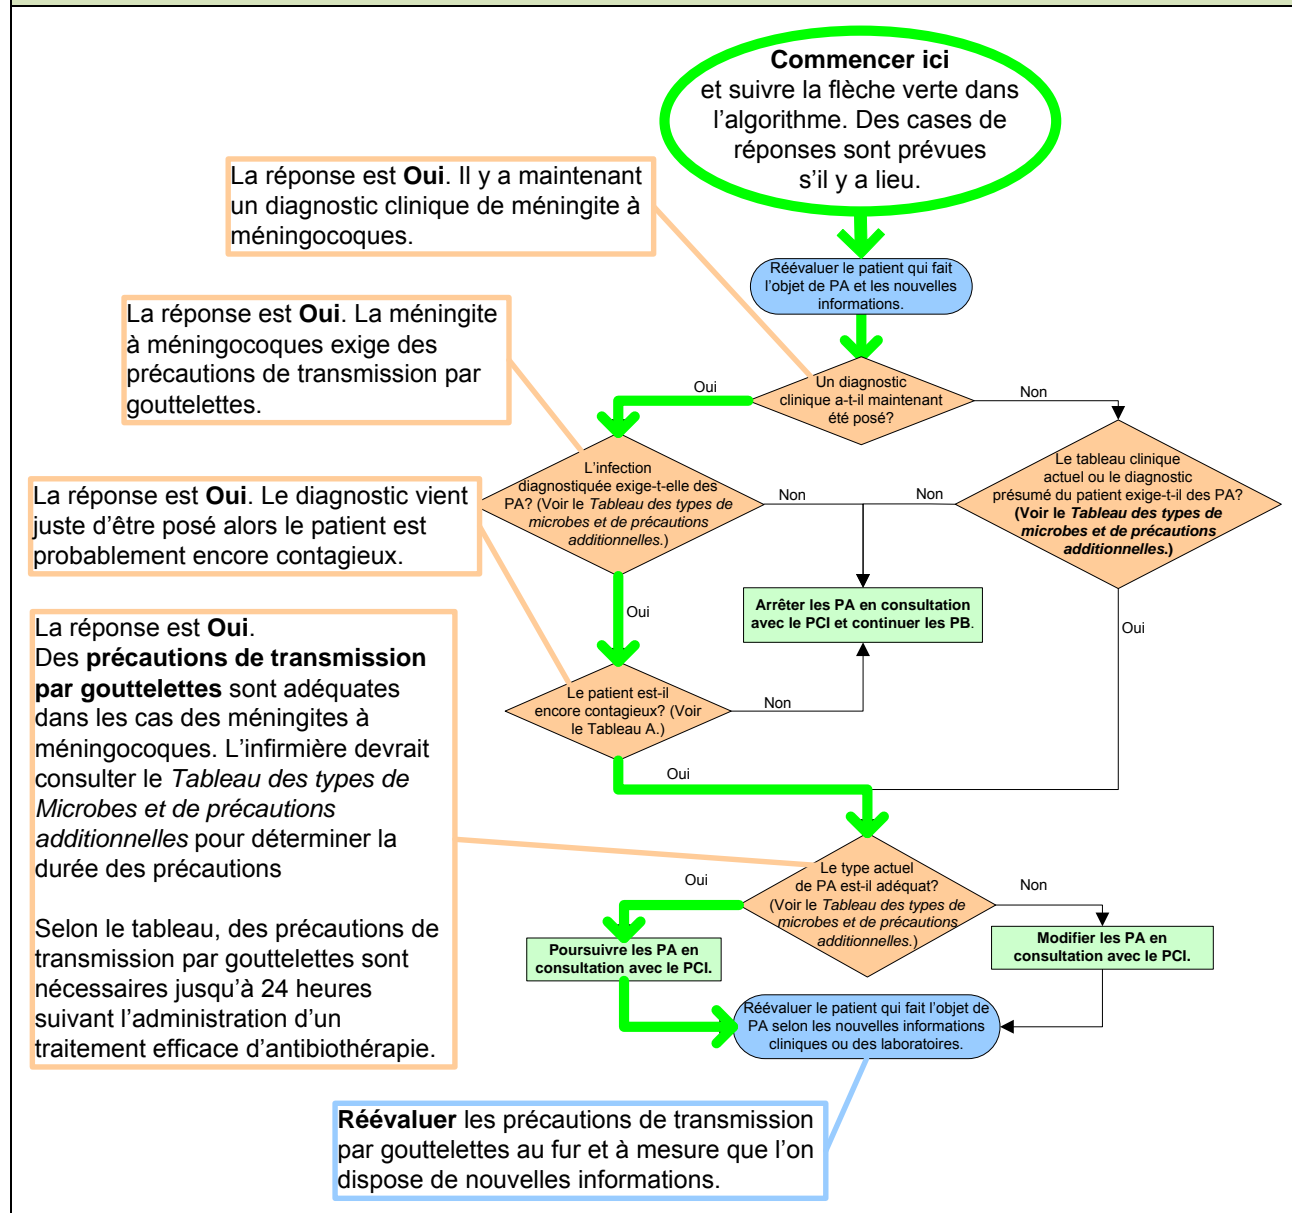 Commencer ici
et suivre la flèche verte dans
l'algorithme. Des cases de
réponses sont prévues
s'il y a lieu.
La réponse est Oui. Il y a maintenant
un diagnostic clinique de méningite à
méningocoques.
Réévaluer le patient qui fait
l'objet de PA et les nouvelles
informations.
La réponse est Oui. La méningite
à méningocoques exige des
précautions de transmission par
gouttelettes.
Un diagnostic
clinique a-t-il maintenant
été posé?
Oui
Non
L'infection
diagnostiquée exige-t-elle des
PA? (Voir le Tableau des types de
microbes et de précautions
additionnelles.)
Non
Non
Le tableau clinique
actuel ou le diagnostic
présumé du patient exige-t-il des PA?
(Voir le Tableau des types de
microbes et de précautions
additionnelles.)
La réponse est Oui. Le diagnostic vient
juste d'être posé alors le patient est
probablement encore contagieux.
Oui
Arrêter les PA en consultation
avec le PCI et continuer les PB.
Oui
La réponse est Oui.
Des précautions de transmission
par gouttelettes sont adéquates
dans les cas des méningites à
méningocoques. L'infirmière devrait
consulter le Tableau des types de
Microbes et de précautions
additionnelles pour déterminer la
durée des précautions
Selon le tableau, des précautions de
transmission par gouttelettes sont
nécessaires jusqu'à 24 heures
suivant l'administration d'un
traitement efficace d'antibiothérapie.
Le patient est-il
encore contagieux? (Voir
le Tableau A.)
Non
Oui
Le type actuel
de PA est-il adéquat?
(Voir le Tableau des types de
microbes et de précautions
additionnelles.)
Oui
Non
Poursuivre les PA en
consultation avec le PCI.
Modifier les PA en
consultation avec le PCI.
Réévaluer le patient qui fait l'objet de
PA selon les nouvelles informations
cliniques ou des laboratoires.
Réévaluer les précautions de transmission
par gouttelettes au fur et à mesure que l'on
dispose de nouvelles informations.